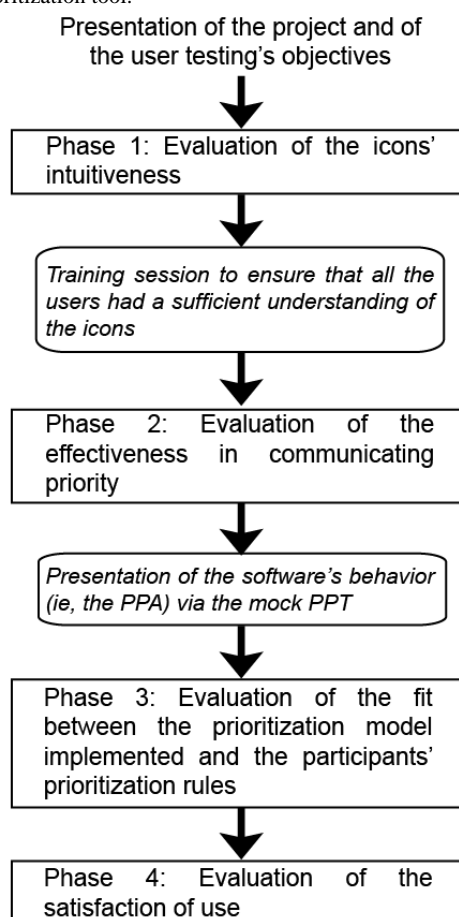 oritization tool.
Presentation of the project and of
the user testing's objectives
Phase 1: Evaluation of the icons'
intuitiveness
Training session to ensure that all the
users had a sufficient understanding of
the icons
Phase 2: Evaluation of the
effectiveness in communicating
priority
Presentation of the software's behavior
(ie, the PPA) via the mock PPT
Phase 3: Evaluation of the fit
between the prioritization model
implemented and the participants'
prioritization rules
Phase 4: Evaluation of the
satisfaction of use